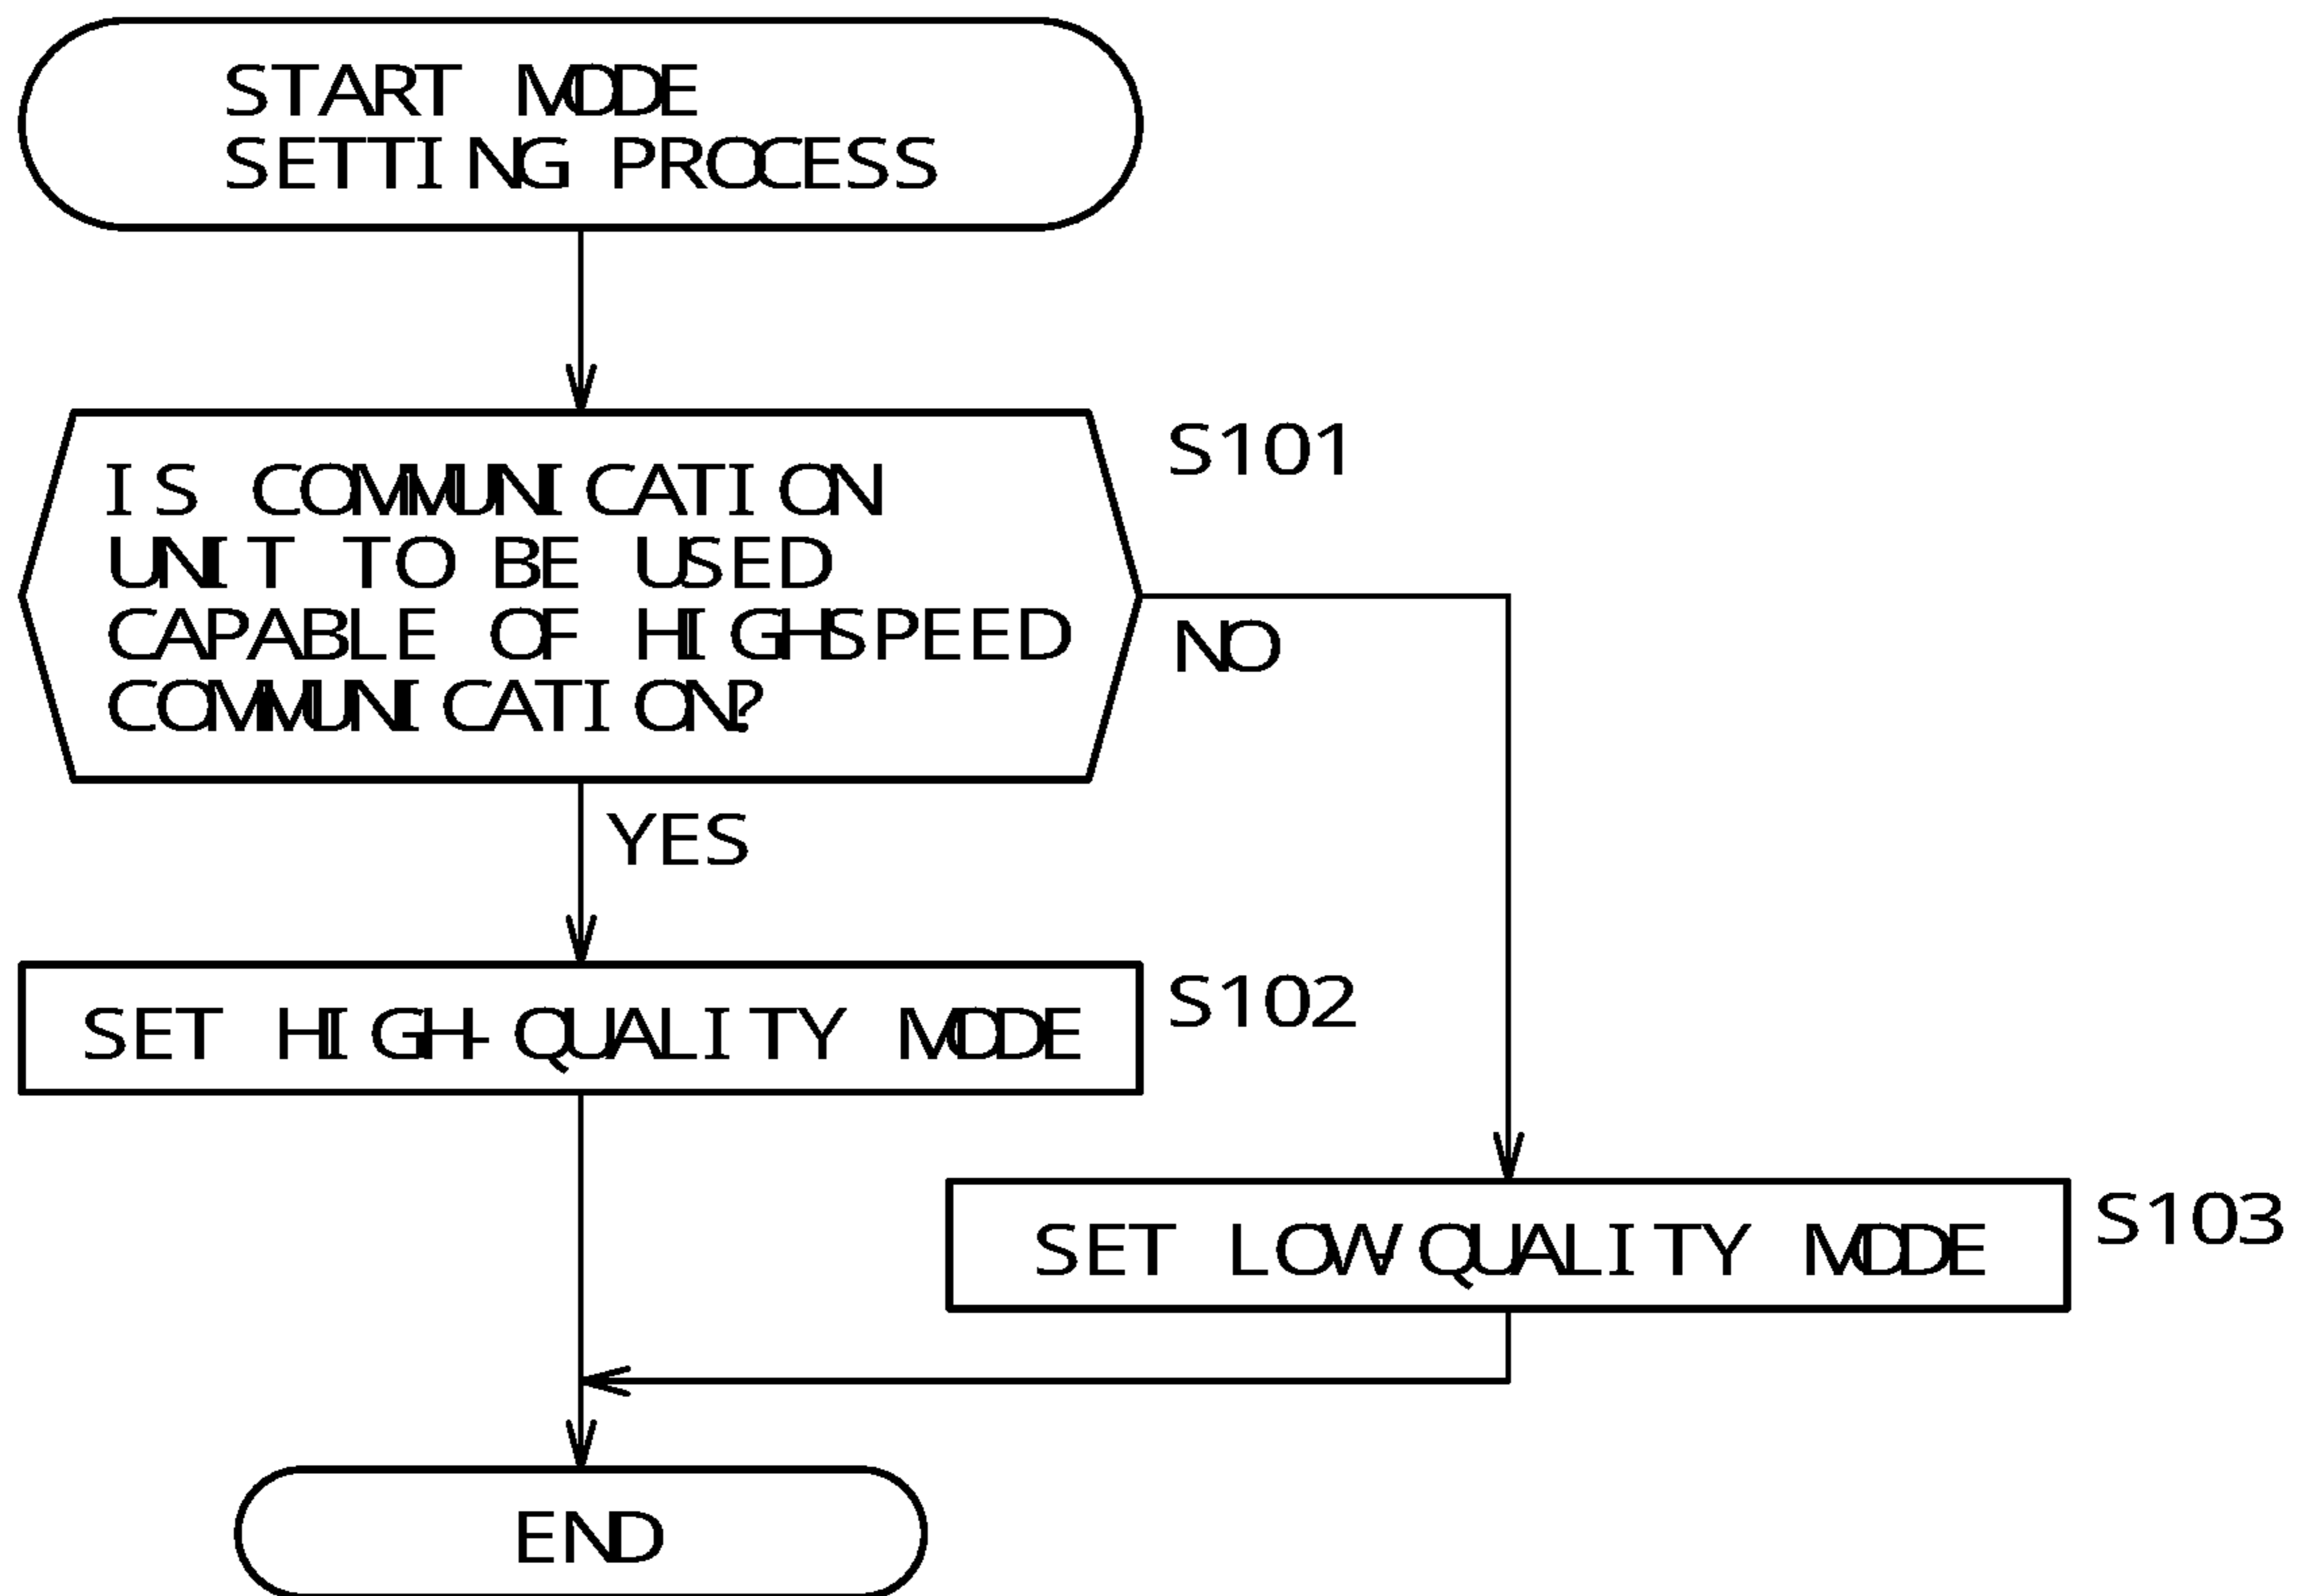 START MODE
SETTING PROCESS
S101
IS COMMUNICATION
UNIT TO BE USED
CAPABLE OF HIGHSPEED
COMMUNICATION?
NO
YES
S102
SET HIGH-QUALITY MODE
S103
SET LOW-QUALITY MODE
END